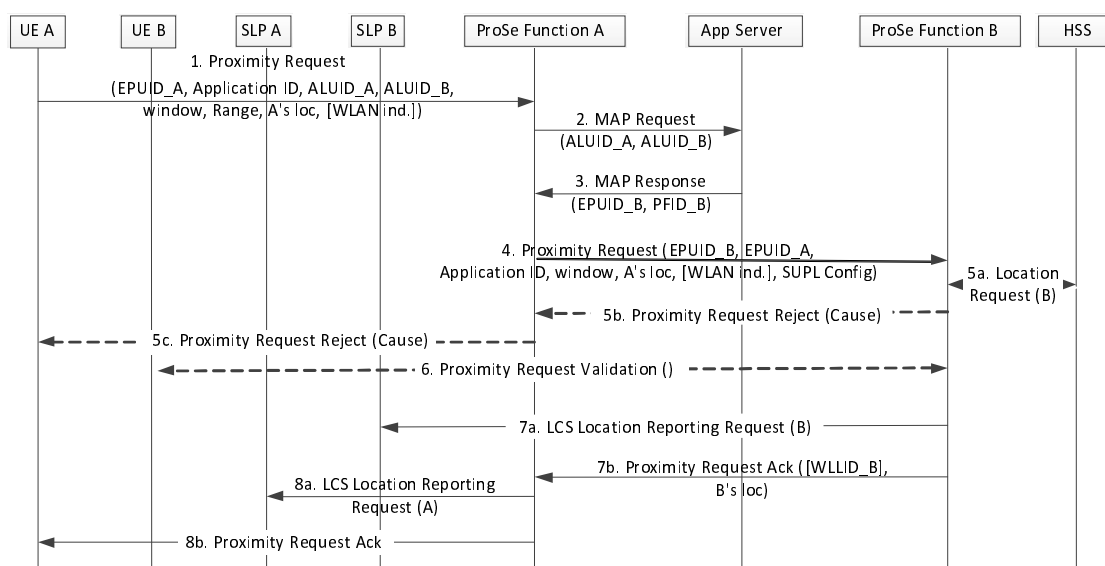 UE A
UE B
SLP A
SLP B
ProSe Function A
App Server
ProSe Function B
HSS
1. Proximity Request
(EPUID_A, Application ID, ALUID_A, ALUID_B,
window, Range, A's loc, [WLAN ind.])
2. MAP Request
(ALUID_A, ALUID_B)
3. MAP Response
(EPUID_B, PFID_B)
4. Proximity Request (EPUID_B, EPUID_A,
Application ID, window, A's loc, [WLAN ind.], SUPL Config)
5a. Location
Request (B)
5b. Proximity Request Reject (Cause)
5c. Proximity Request Reject (Cause)
6. Proximity Request Validation ()
7a. LCS Location Reporting Request (B)
7b. Proximity Request Ack ([WLLID_B],
B's loc)
8a. LCS Location Reporting
Request (A)
8b. Proximity Request Ack